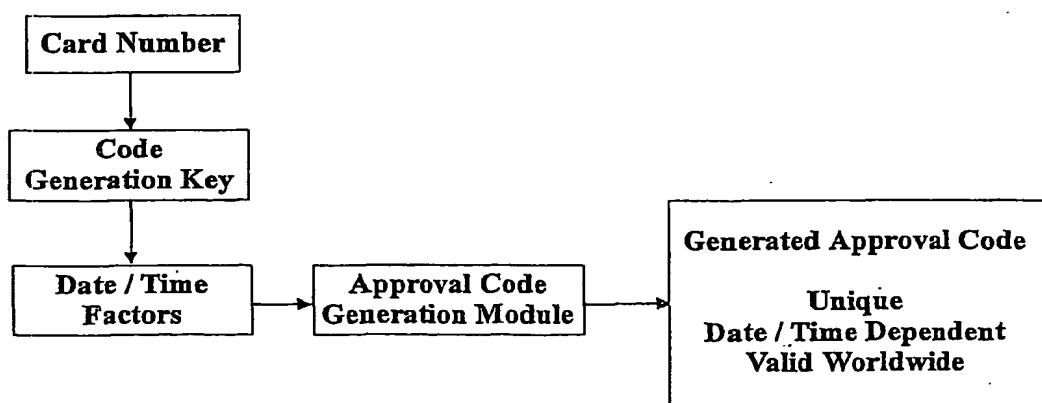 Card Number
Code
Generation Key
Date / Time
Factors
Approval Code
Generation Module
Generated Approval Code
Unique
Date / Time Dependent
Valid Worldwide